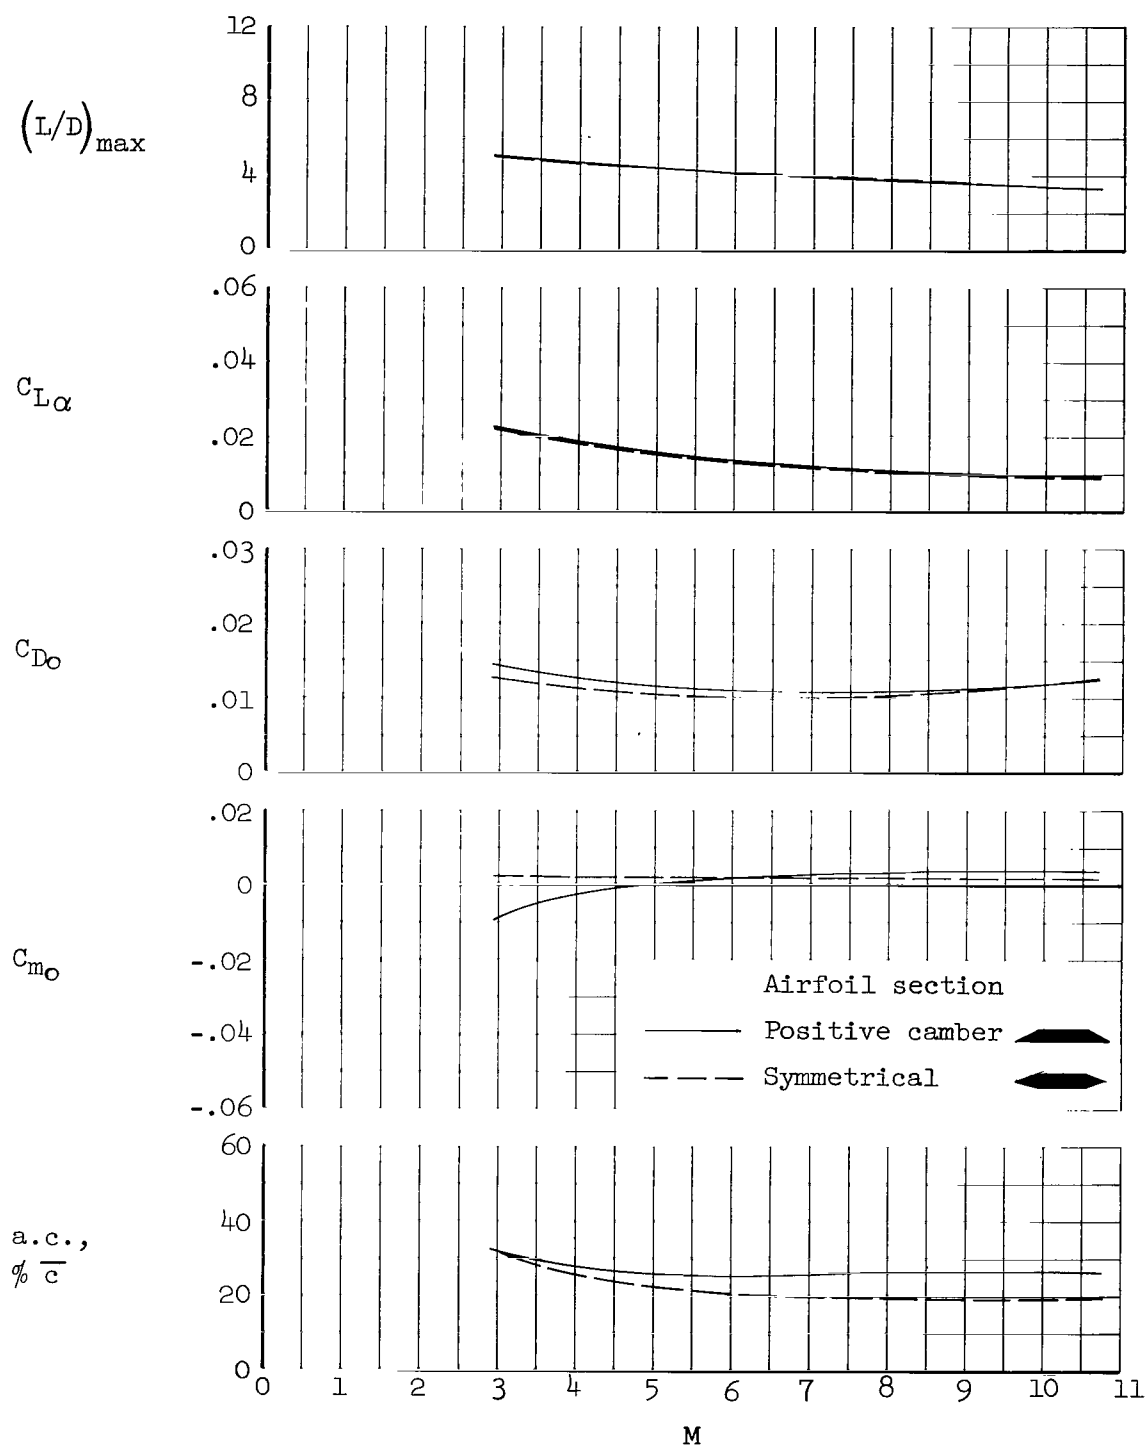 12
8
(L/D)max
4
0
.06
.04
CLα
.02
0
.03
.02
CDo
.01
0
.02
0
Cmo
-.02
-.04
-.06
Airfoil section
Positive camber
Symmetrical
60
40
a.c.,
% c̅
20
0
0 1 2 3 4 5 6 7 8 9 10 11
M